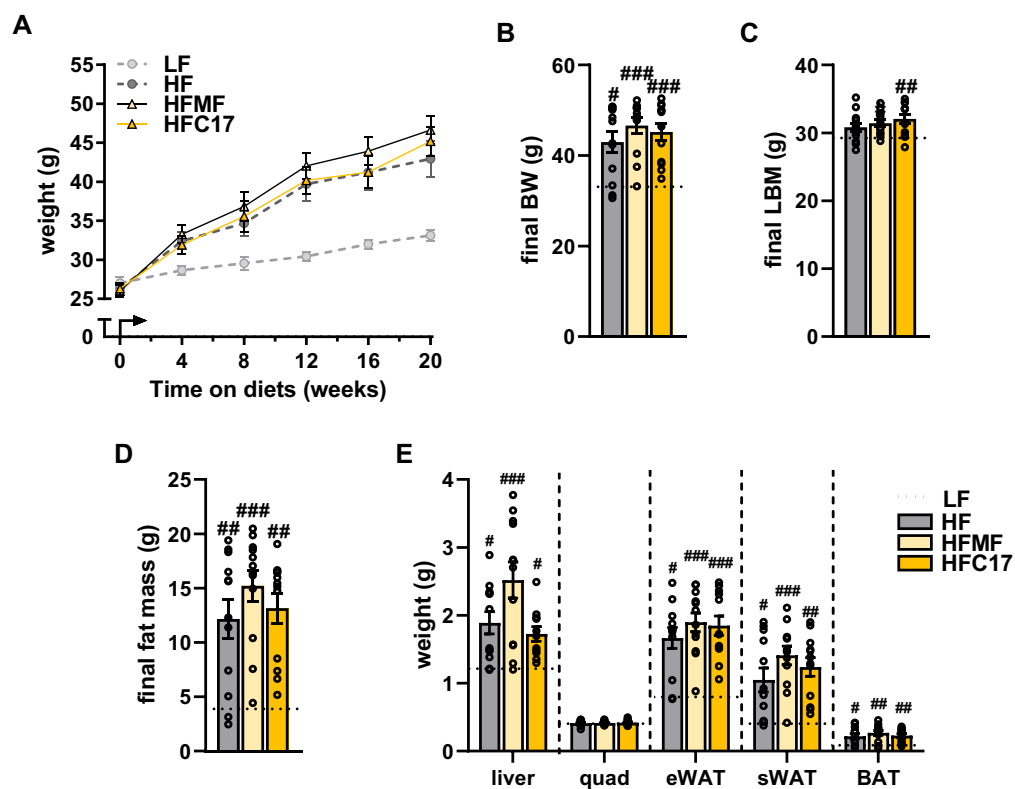 A
LF
HF
HFMF
HFC17
weight (g)
55
50
45
40
35
30
25
0
0 4 8 12 16 20
Time on diets (weeks)
B
final BW (g)
60
40
20
0
# ### ###
C
final LBM (g)
40
30
20
10
0
##
D
final fat mass (g)
25
20
15
10
5
0
## ### ##
E
weight (g)
4
3
2
1
0
# ### #
# ### ###
# ### ##
# ## ##
liver quad eWAT sWAT BAT
LF
HF
HFMF
HFC17